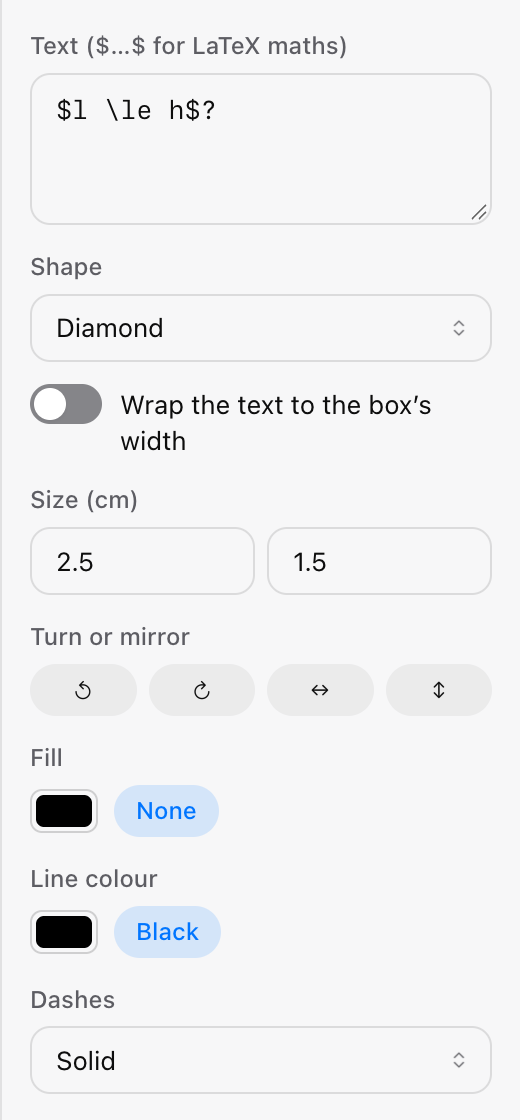 Text ($...$ for LaTeX maths)
$l \le h$?
Shape
Diamond
Wrap the text to the box’s
width
Size (cm)
2.5 1.5
Turn or mirror
Fill
None
Line colour
Black
Dashes
Solid